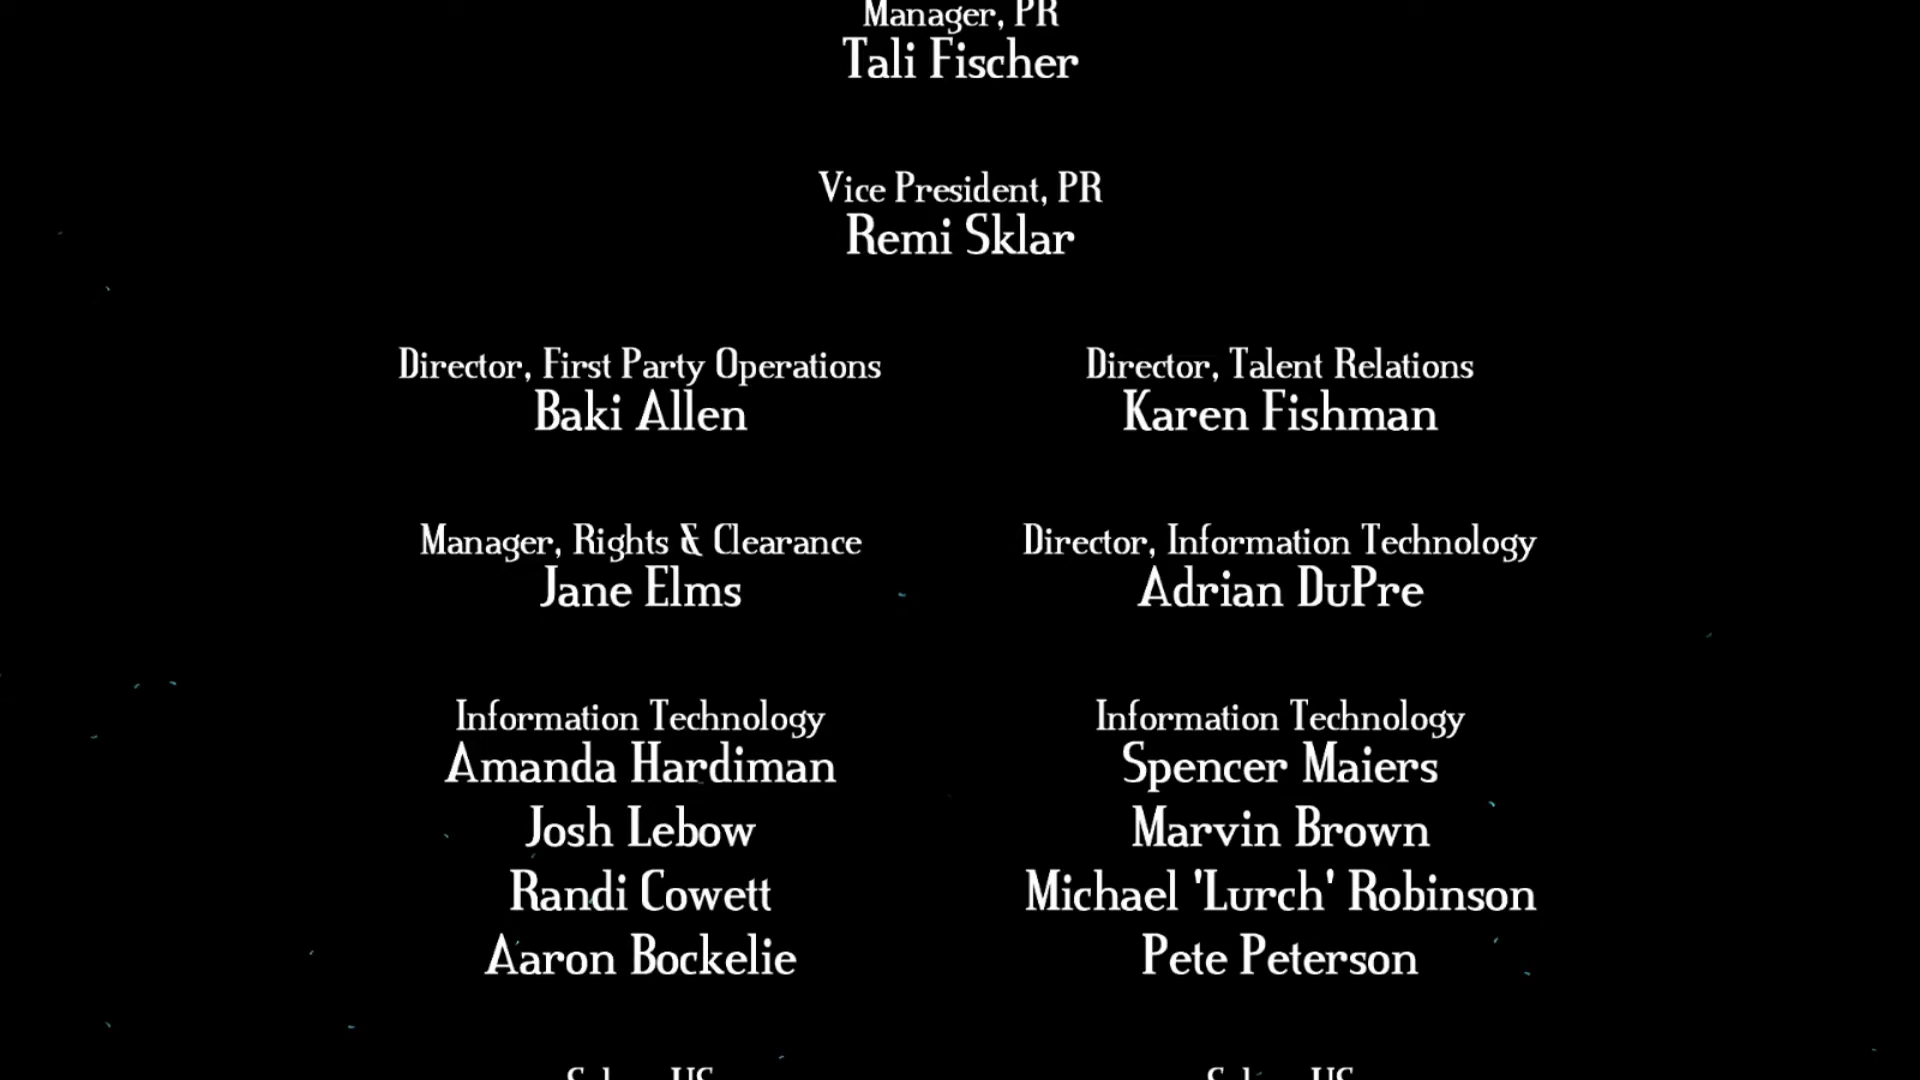 Manager, PR
Tali Fischer
Vice President, PR
Remi Sklar
Director, First Party Operations
Baki Allen
Director, Talent Relations
Karen Fishman
Manager, Rights & Clearance
Jane Elms
Director, Information Technology
Adrian DuPre
Information Technology
Amanda Hardiman
Josh Lebow
Randi Cowett
Aaron Bockelie
Information Technology
Spencer Maiers
Marvin Brown
Michael 'Lurch' Robinson
Pete Peterson
US
US